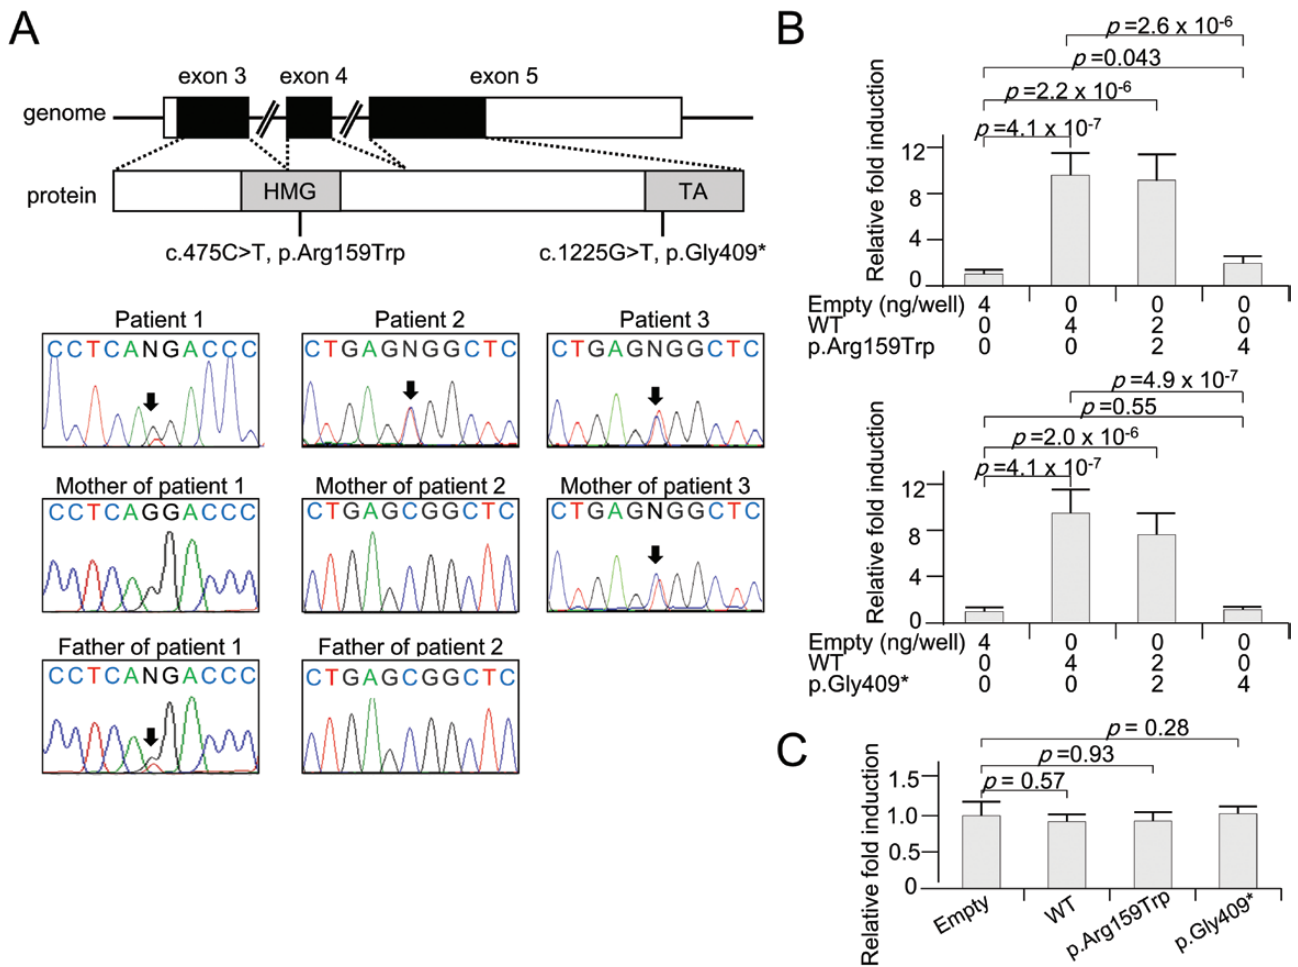 A
exon 3 exon 4 exon 5
genome
protein
HMG
TA
c.475C>T, p.Arg159Trp
c.1225G>T, p.Gly409*
Patient 1
CCTCANGACCC
Patient 2
CTGAGNGGCTC
Patient 3
CTGAGNGGCTC
Mother of patient 1
CCTCAGGACCC
Mother of patient 2
CTGAGCGGCTC
Mother of patient 3
CTGAGNGGCTC
Father of patient 1
CCTCANGACCC
Father of patient 2
CTGAGCGGCTC
B
p=2.6 x 10-6
p=0.043
p=2.2 x 10-6
p=4.1 x 10-7
Relative fold induction
12
8
4
0
Empty (ng/well) 4 0 0 0
WT 0 4 2 0
p.Arg159Trp 0 0 2 4
p=4.9 x 10-7
p=0.55
p=2.0 x 10-6
p=4.1 x 10-7
Relative fold induction
12
8
4
0
Empty (ng/well) 4 0 0 0
WT 0 4 2 0
p.Gly409* 0 0 2 4
C
p = 0.28
p=0.93
p = 0.57
Relative fold induction
1.5
1.0
0.5
0
Empty
WT
p.Arg159Trp
p.Gly409*